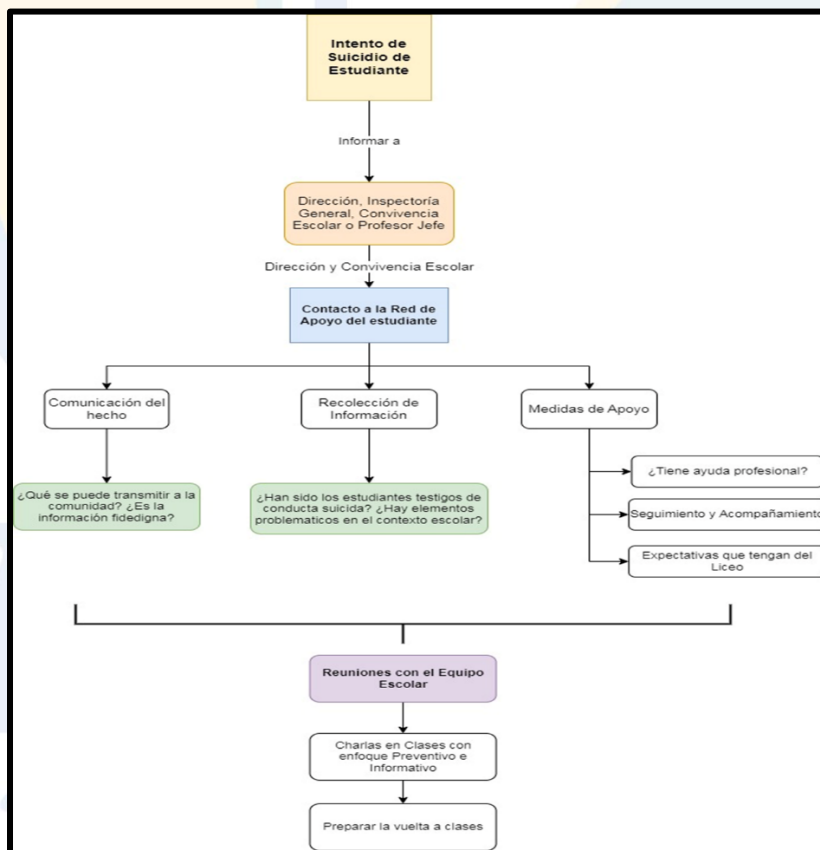 Intento de
Suicidio de
Estudiante
Informar a
Dirección, Inspectoría
General, Convivencia
Escolar o Profesor Jefe
Dirección y Convivencia Escolar
Contacto a la Red de
Apoyo del estudiante
Comunicación del
hecho
Recolección de
Información
Medidas de Apoyo
¿Qué se puede transmitir a la
comunidad? ¿Es la
información fidedigna?
¿Han sido los estudiantes testigos de
conducta suicida? ¿Hay elementos
problematicos en el contexto escolar?
¿Tiene ayuda profesional?
Seguimiento y Acompañamiento
Expectativas que tengan del
Liceo
Reuniones con el Equipo
Escolar
Charlas en Clases con
enfoque Preventivo e
Informativo
Preparar la vuelta a clases